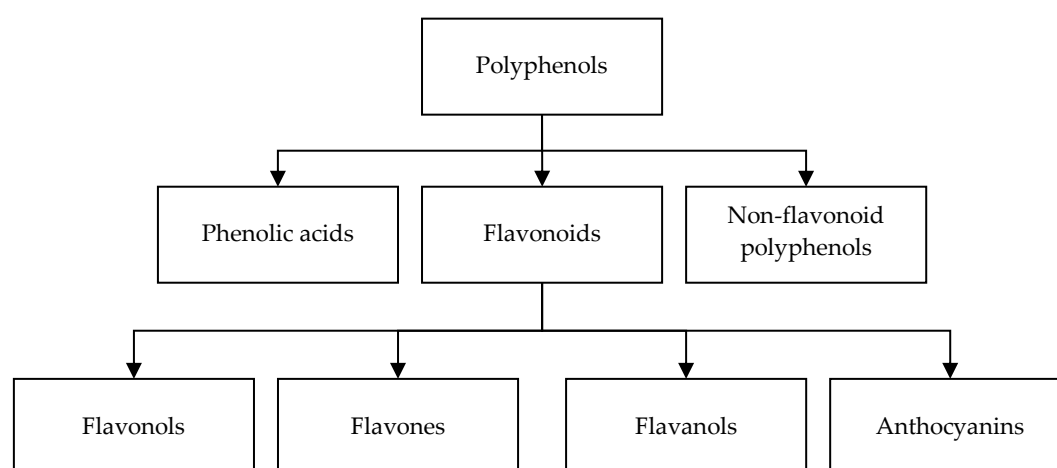 Polyphenols
Phenolic acids
Flavonoids
Non-flavonoid
polyphenols
Flavonols
Flavones
Flavanols
Anthocyanins